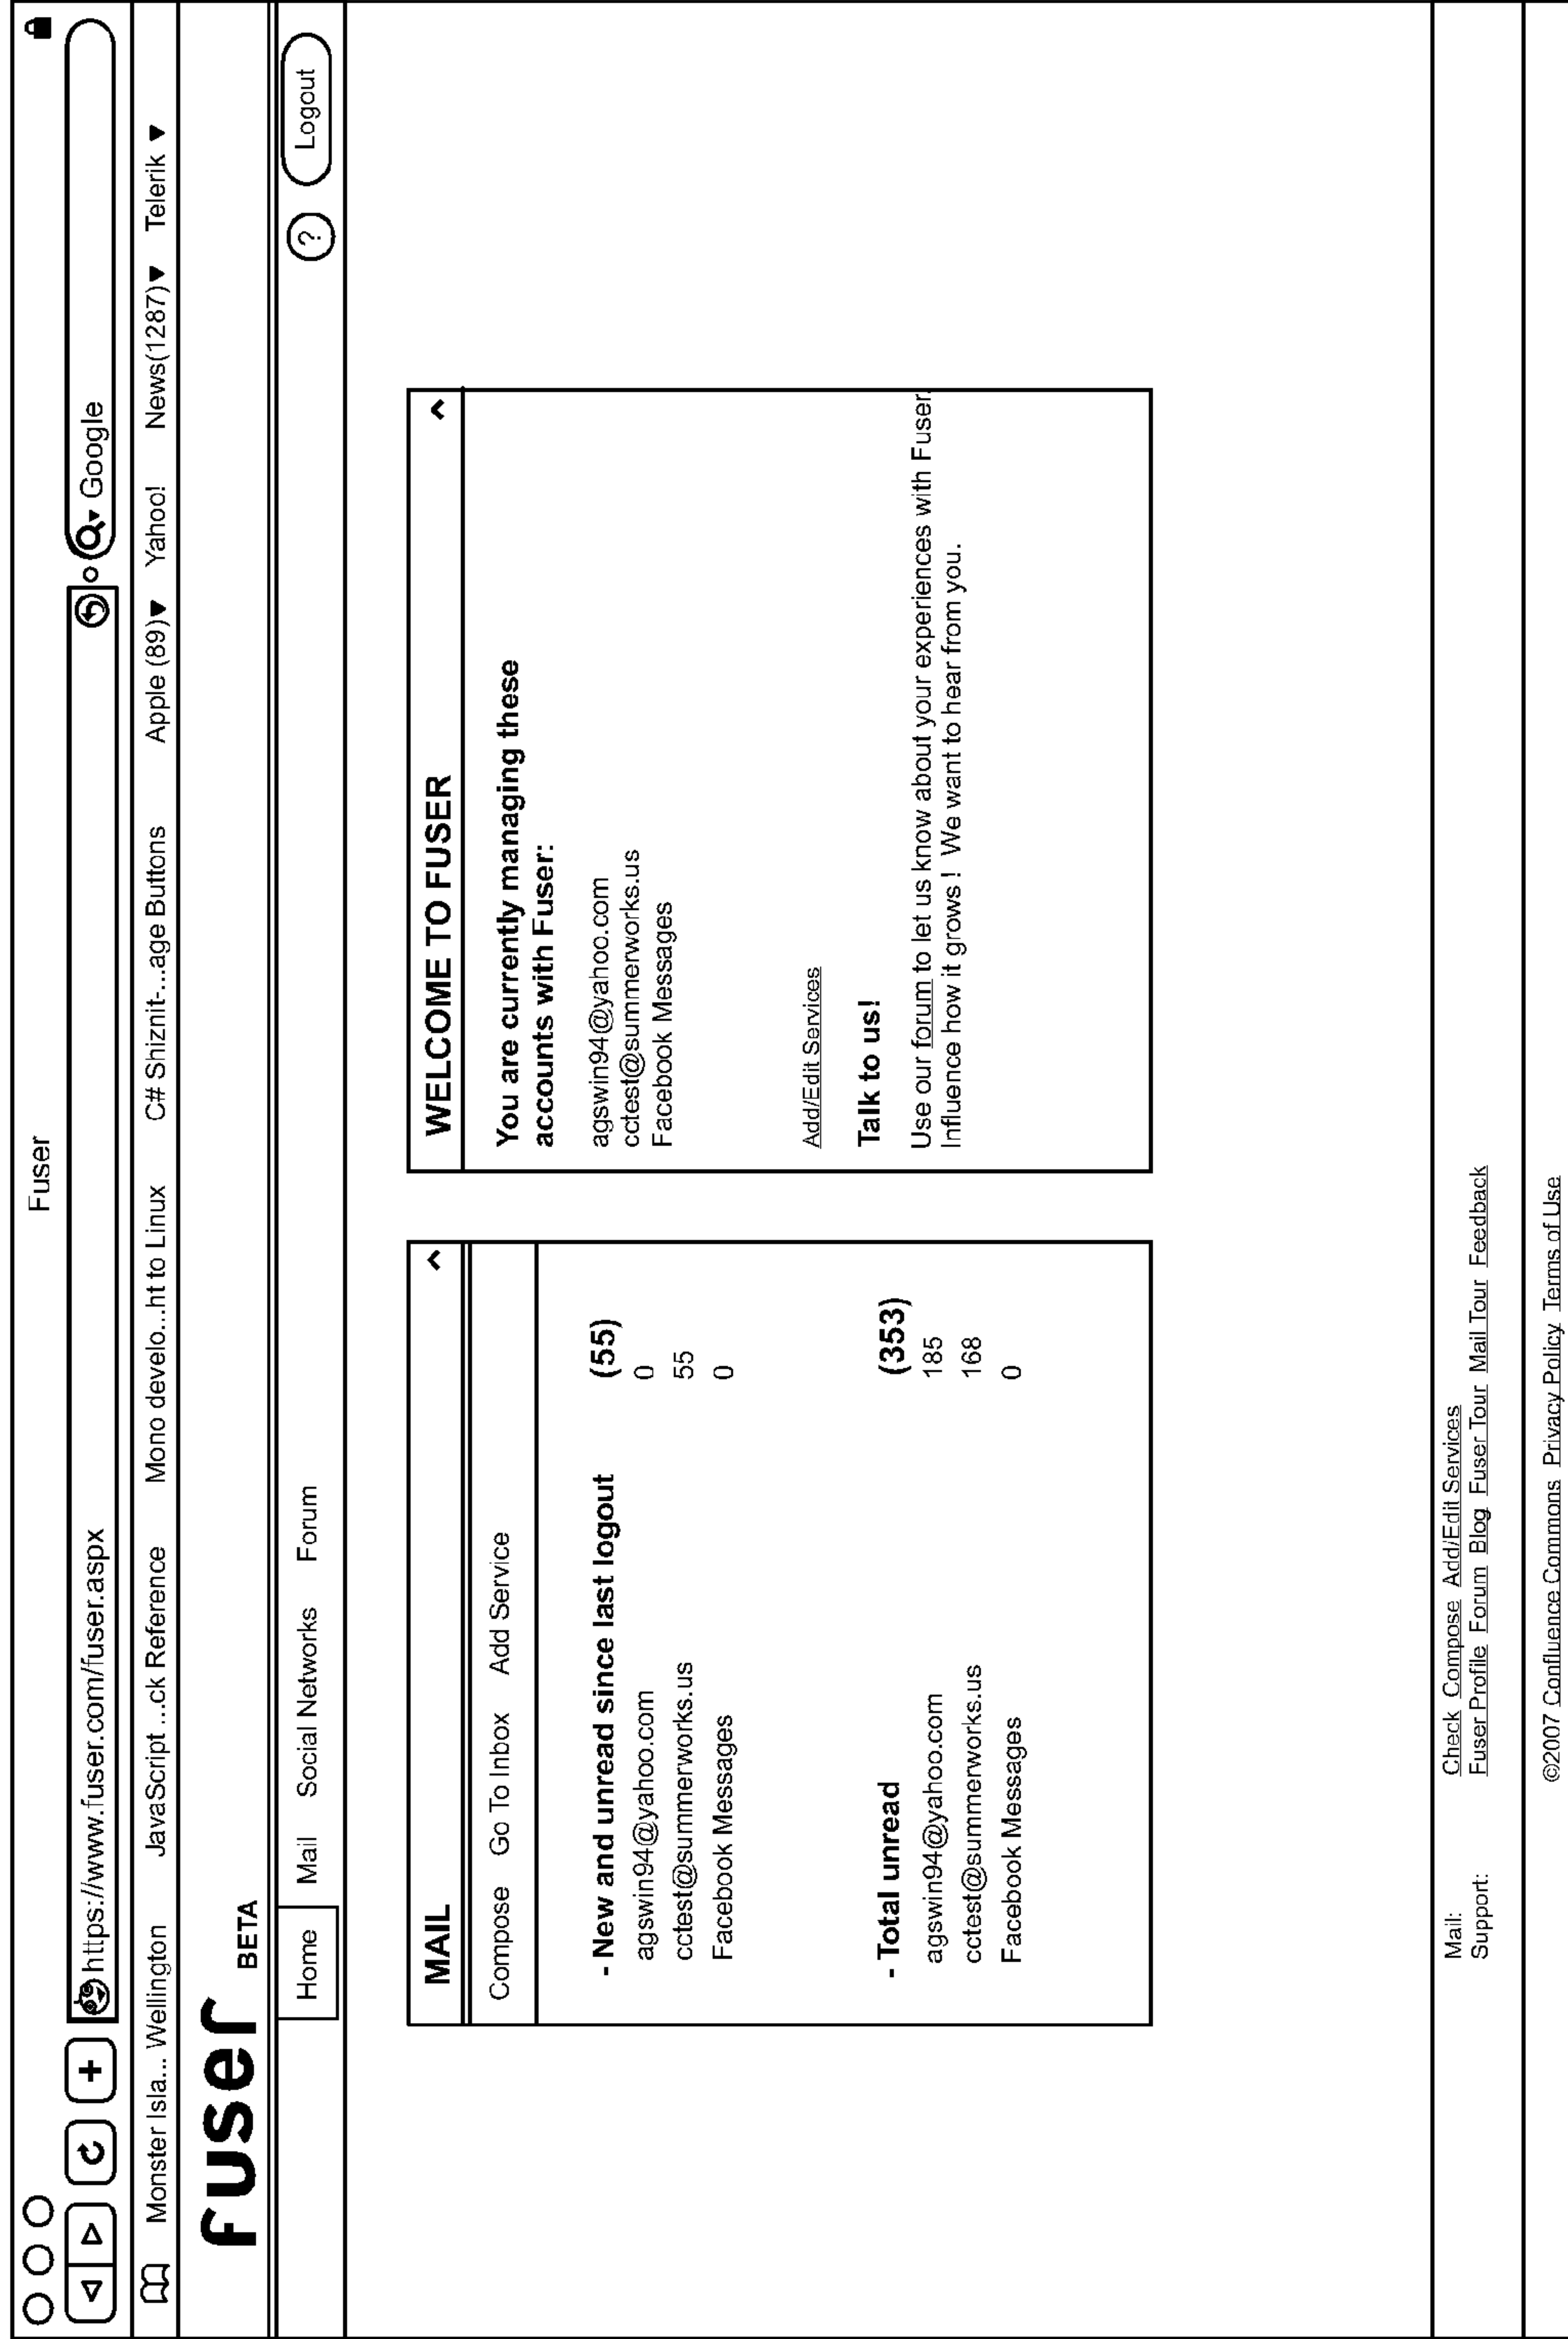 Fuser
https://www.fuser.com/fuser.aspx Google
Monster Isla... Wellington JavaScript ...ck Reference Mono develo...ht to Linux C# Shiznit-...age Buttons Apple (89)▼ Yahoo! News(1287)▼ Telerik ▼
fuser BETA
Home Mail Social Networks Forum ? Logout
MAIL
Compose Go To Inbox Add Service
- New and unread since last logout (55)
agswin94@yahoo.com 0
cctest@summerworks.us 55
Facebook Messages 0
- Total unread (353)
agswin94@yahoo.com 185
cctest@summerworks.us 168
Facebook Messages 0
WELCOME TO FUSER
You are currently managing these
accounts with Fuser:
agswin94@yahoo.com
cctest@summerworks.us
Facebook Messages
Add/Edit Services
Talk to us!
Use our forum to let us know about your experiences with Fuser.
Influence how it grows ! We want to hear from you.
Mail: Check Compose Add/Edit Services
Support: Fuser Profile Forum Blog Fuser Tour Mail Tour Feedback
©2007 Confluence Commons Privacy Policy Terms of Use